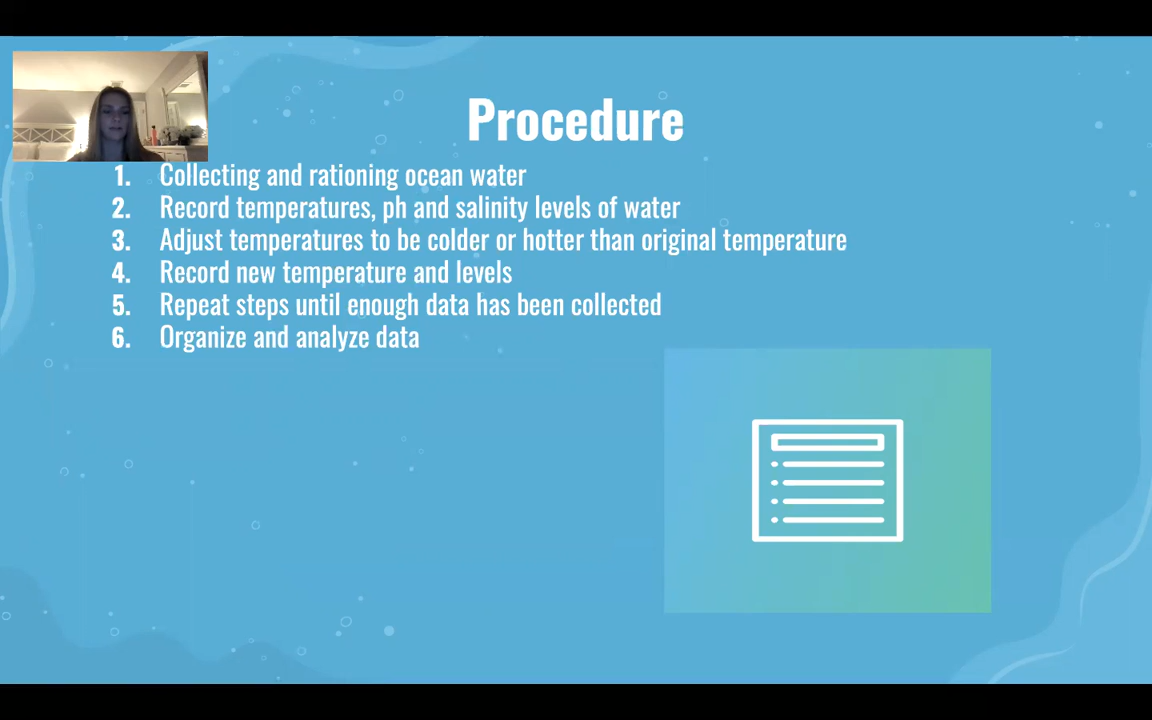 Procedure
1. Collecting and rationing ocean water
2. Record temperatures, ph and salinity levels of water
3. Adjust temperatures to be colder or hotter than original temperature
4. Record new temperature and levels
5. Repeat steps until enough data has been collected
6. Organize and analyze data